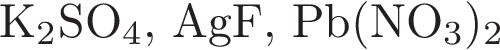 K₂SO₄, AgF, Pb(NO₃)₂